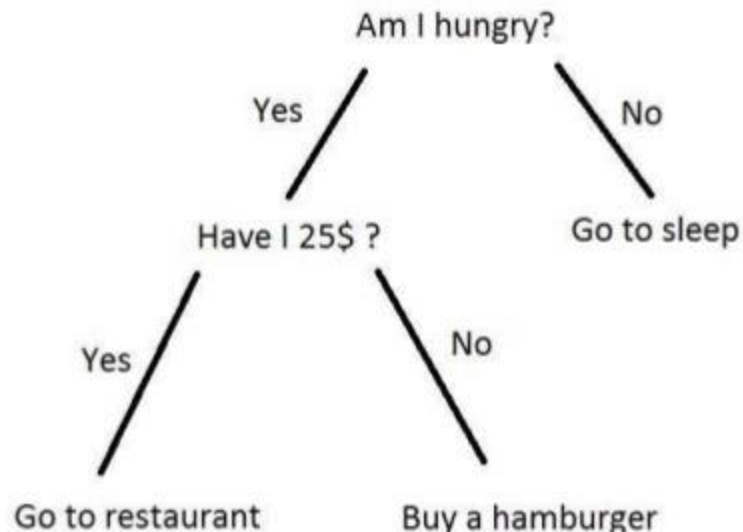 Am I hungry?
Yes
No
Have I 25$ ?
Go to sleep
Yes
No
Go to restaurant
Buy a hamburger